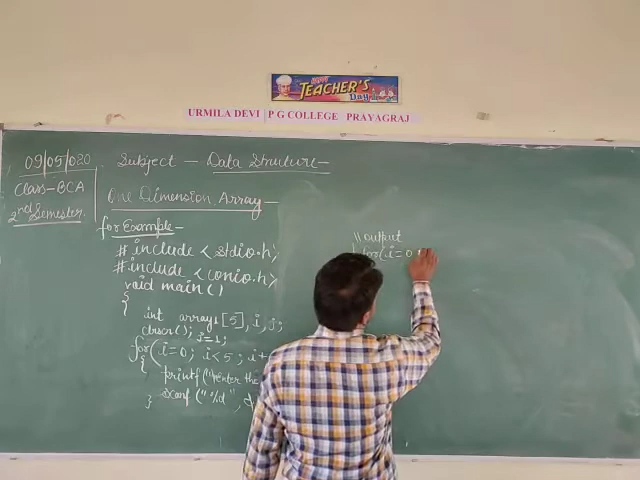 HAPPY
TEACHER'S
Day
URMILA DEVI P G COLLEGE PRAYAGRAJ
09/05/020 Subject - Data Structure -
Class - BCA
2nd Semester.
One Dimension Array -
for Example -
# include < stdio.h>
# include < conio.h>
void main ( )
{
int array [5], i, j;
clrscr(); j=1;
for(i=0; i<5; i+
{
printf ("enter the
scanf ("%d",
}
// output
for(i=0